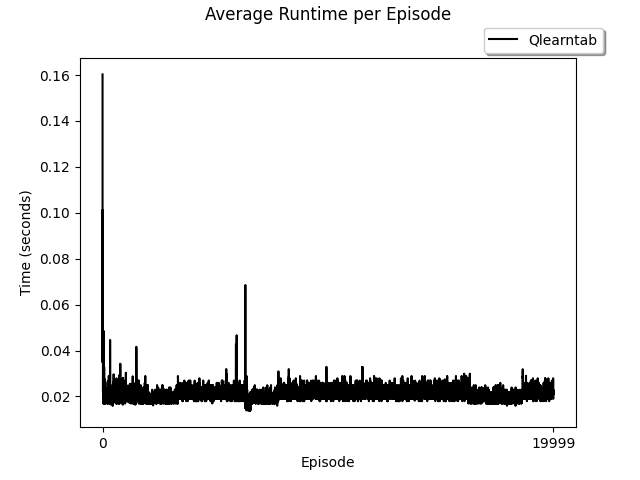 Average Runtime per Episode
Qlearntab
0.16
0.14
0.12
0.10
0.08
0.06
0.04
0.02
Time (seconds)
0
19999
Episode